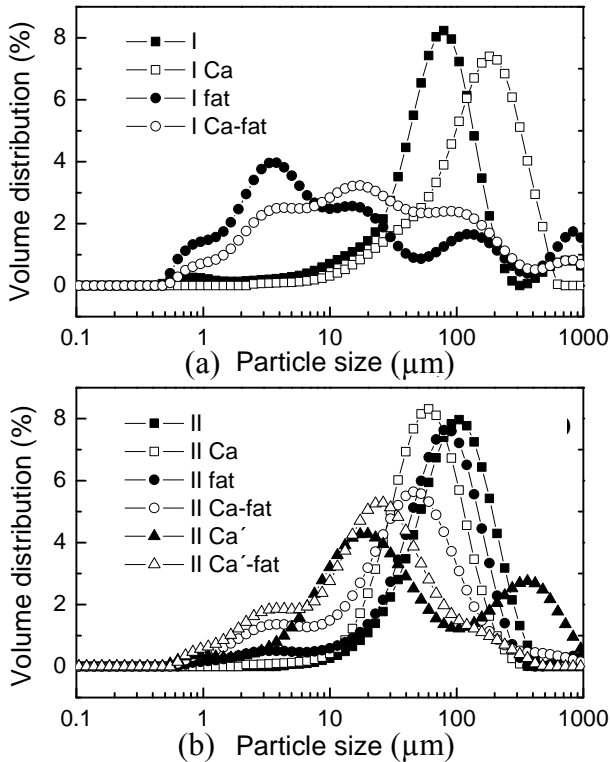 Volume distribution (%)
8
6
4
2
0
I
I Ca
I fat
I Ca-fat
0.1 1 10 100 1000
(a) Particle size (µm)
Volume distribution (%)
8
6
4
2
0
II
II Ca
II fat
II Ca-fat
II Ca´
II Ca´-fat
0.1 1 10 100 1000
(b) Particle size (µm)